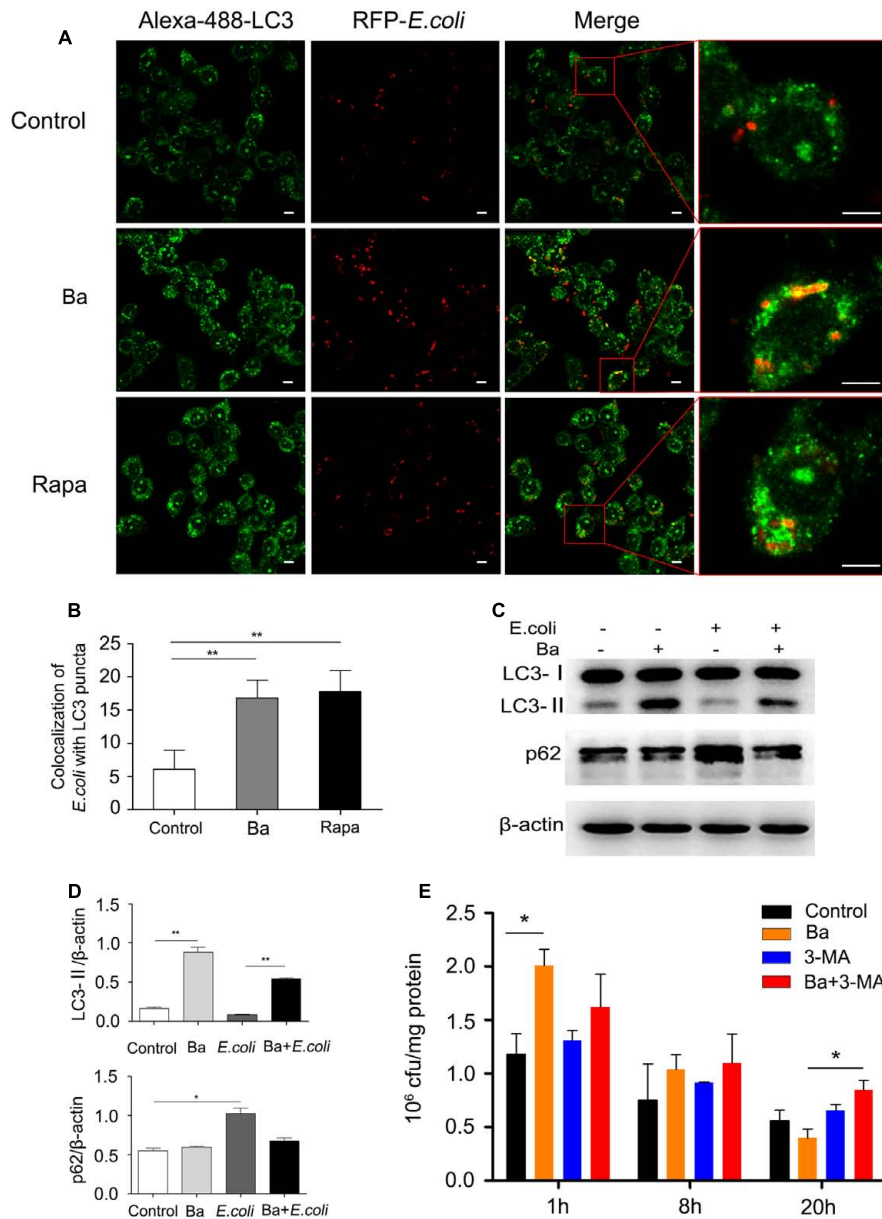 Alexa-488-LC3 RFP-E.coli Merge
A
Control
Ba
Rapa
B
Colocalization of
E.coli with LC3 puncta
25
20
15
10
5
0
**
**
Control Ba Rapa
C
E.coli - - + +
Ba - + - +
LC3- I
LC3- II
p62
β-actin
D
LC3- II/β-actin
1.5
1.0
0.5
0.0
**
**
Control Ba E.coli Ba+E.coli
p62/β-actin
1.5
1.0
0.5
0.0
*
Control Ba E.coli Ba+E.coli
E
10⁶ cfu/mg protein
2.5
2.0
1.5
1.0
0.5
0.0
*
*
Control
Ba
3-MA
Ba+3-MA
1h 8h 20h